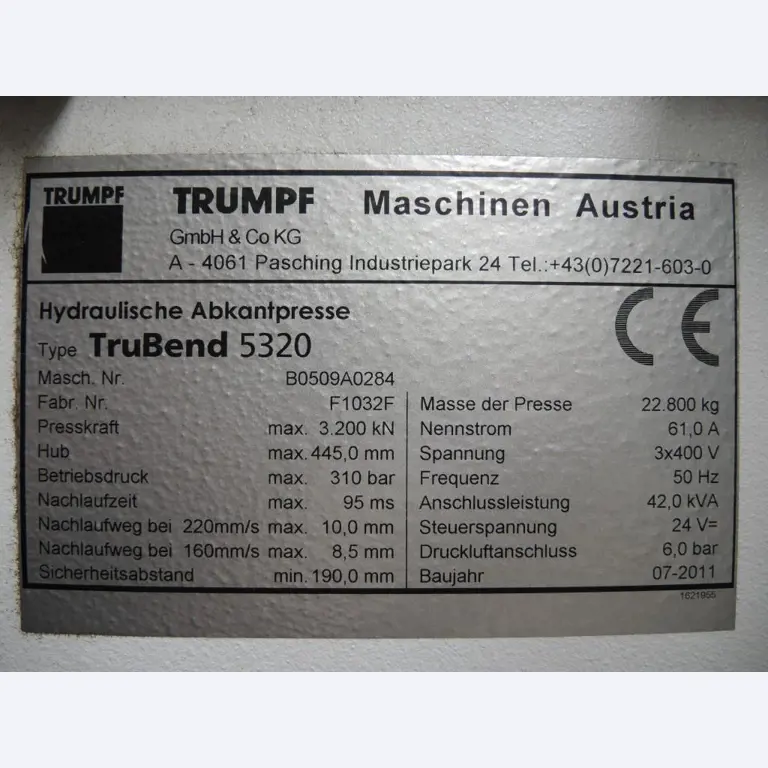 TRUMPF
TRUMPF Maschinen Austria
GmbH & Co KG
A - 4061 Pasching Industriepark 24 Tel.:+43(0)7221-603-0
Hydraulische Abkantpresse
Type TruBend 5320
CE
Masch. Nr. B0509A0284
Fabr. Nr. F1032F
Presskraft max. 3.200 kN
Hub max. 445,0 mm
Betriebsdruck max. 310 bar
Nachlaufzeit max. 95 ms
Nachlaufweg bei 220mm/s max. 10,0 mm
Nachlaufweg bei 160mm/s max. 8,5 mm
Sicherheitsabstand min. 190,0 mm
Masse der Presse 22.800 kg
Nennstrom 61,0 A
Spannung 3x400 V
Frequenz 50 Hz
Anschlussleistung 42,0 kVA
Steuerspannung 24 V=
Druckluftanschluss 6,0 bar
Baujahr 07-2011
1621955